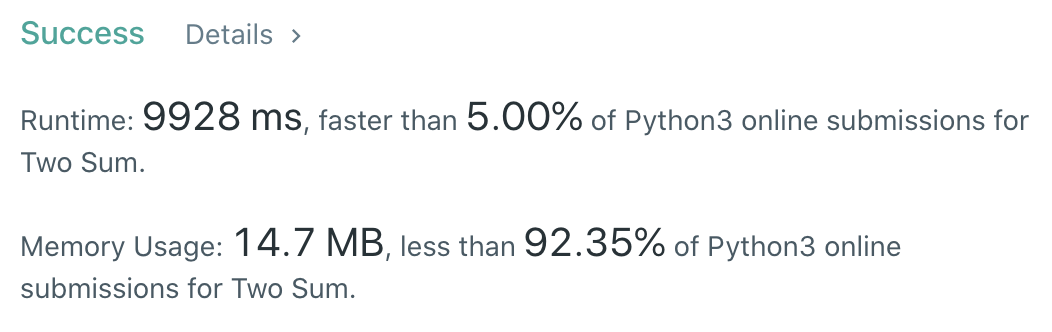 Success Details >
Runtime: 9928 ms, faster than 5.00% of Python3 online submissions for
Two Sum.
Memory Usage: 14.7 MB, less than 92.35% of Python3 online
submissions for Two Sum.